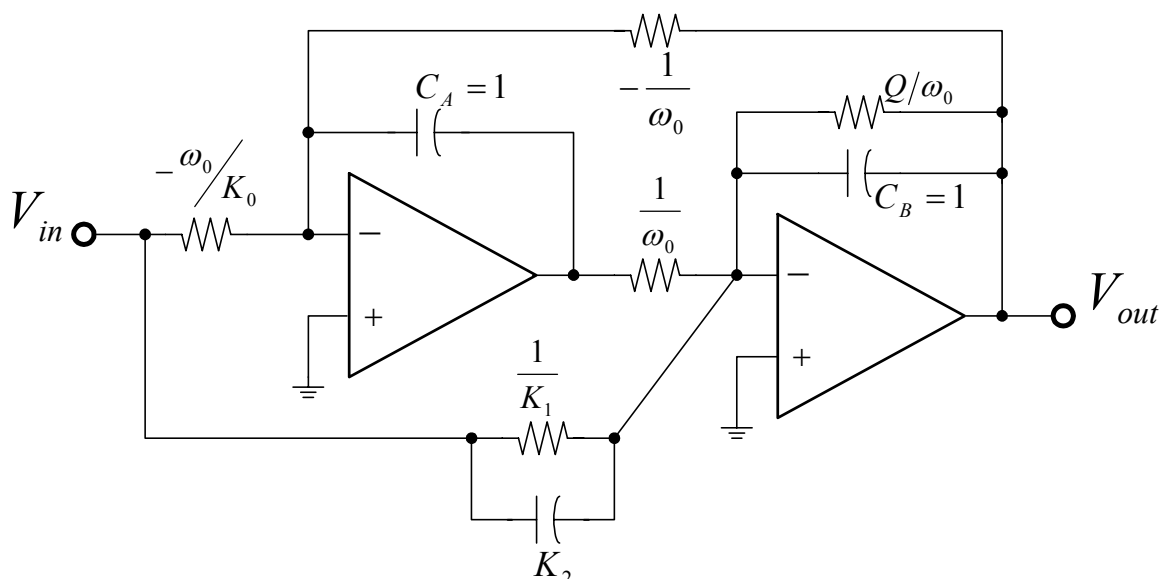 -1/ω₀
C_A = 1
Q/ω₀
-ω₀/K₀
V_in
1/ω₀
C_B = 1
−
+
−
+
V_out
1/K₁
K₂